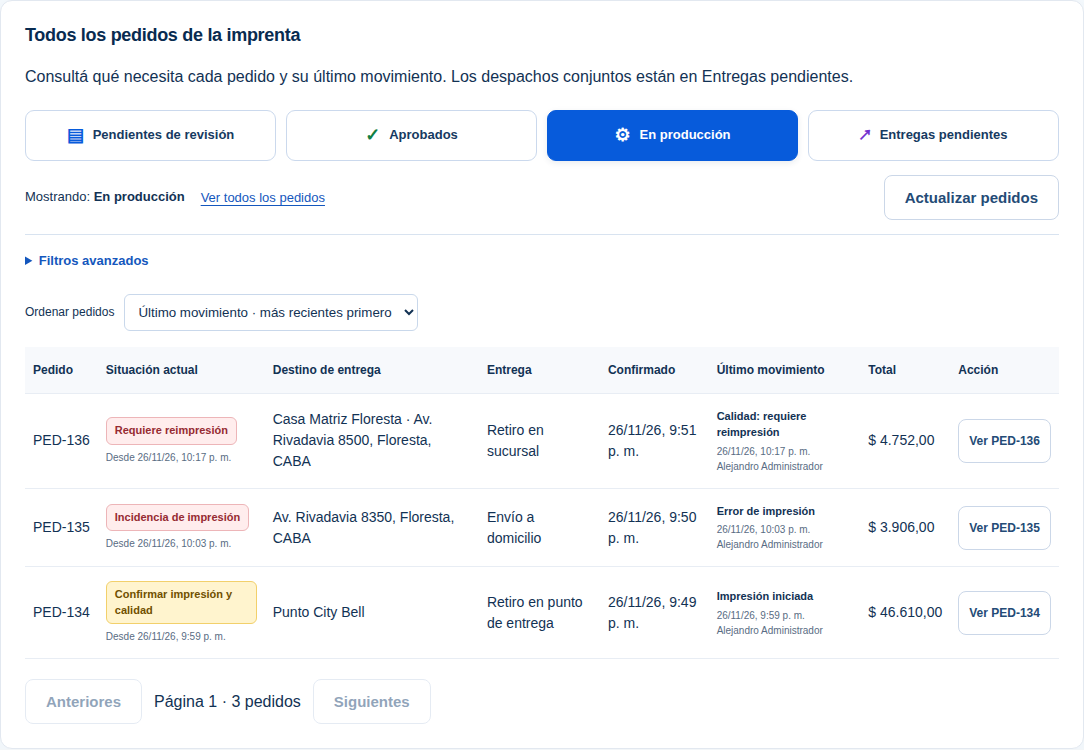 Todos los pedidos de la imprenta
Consultá qué necesita cada pedido y su último movimiento. Los despachos conjuntos están en Entregas pendientes.
Pendientes de revisión
Aprobados
En producción
Entregas pendientes
Mostrando: En producción
Ver todos los pedidos
Actualizar pedidos
Filtros avanzados
Ordenar pedidos
Último movimiento · más recientes primero
Pedido
Situación actual
Destino de entrega
Entrega
Confirmado
Último movimiento
Total
Acción
PED-136
Requiere reimpresión
Desde 26/11/26, 10:17 p. m.
Casa Matriz Floresta · Av.
Rivadavia 8500, Floresta,
CABA
Retiro en
sucursal
26/11/26, 9:51
p. m.
Calidad: requiere
reimpresión
26/11/26, 10:17 p. m.
Alejandro Administrador
$ 4.752,00
Ver PED-136
PED-135
Incidencia de impresión
Desde 26/11/26, 10:03 p. m.
Av. Rivadavia 8350, Floresta,
CABA
Envío a
domicilio
26/11/26, 9:50
p. m.
Error de impresión
26/11/26, 10:03 p. m.
Alejandro Administrador
$ 3.906,00
Ver PED-135
PED-134
Confirmar impresión y
calidad
Desde 26/11/26, 9:59 p. m.
Punto City Bell
Retiro en punto
de entrega
26/11/26, 9:49
p. m.
Impresión iniciada
26/11/26, 9:59 p. m.
Alejandro Administrador
$ 46.610,00
Ver PED-134
Anteriores
Página 1 · 3 pedidos
Siguientes